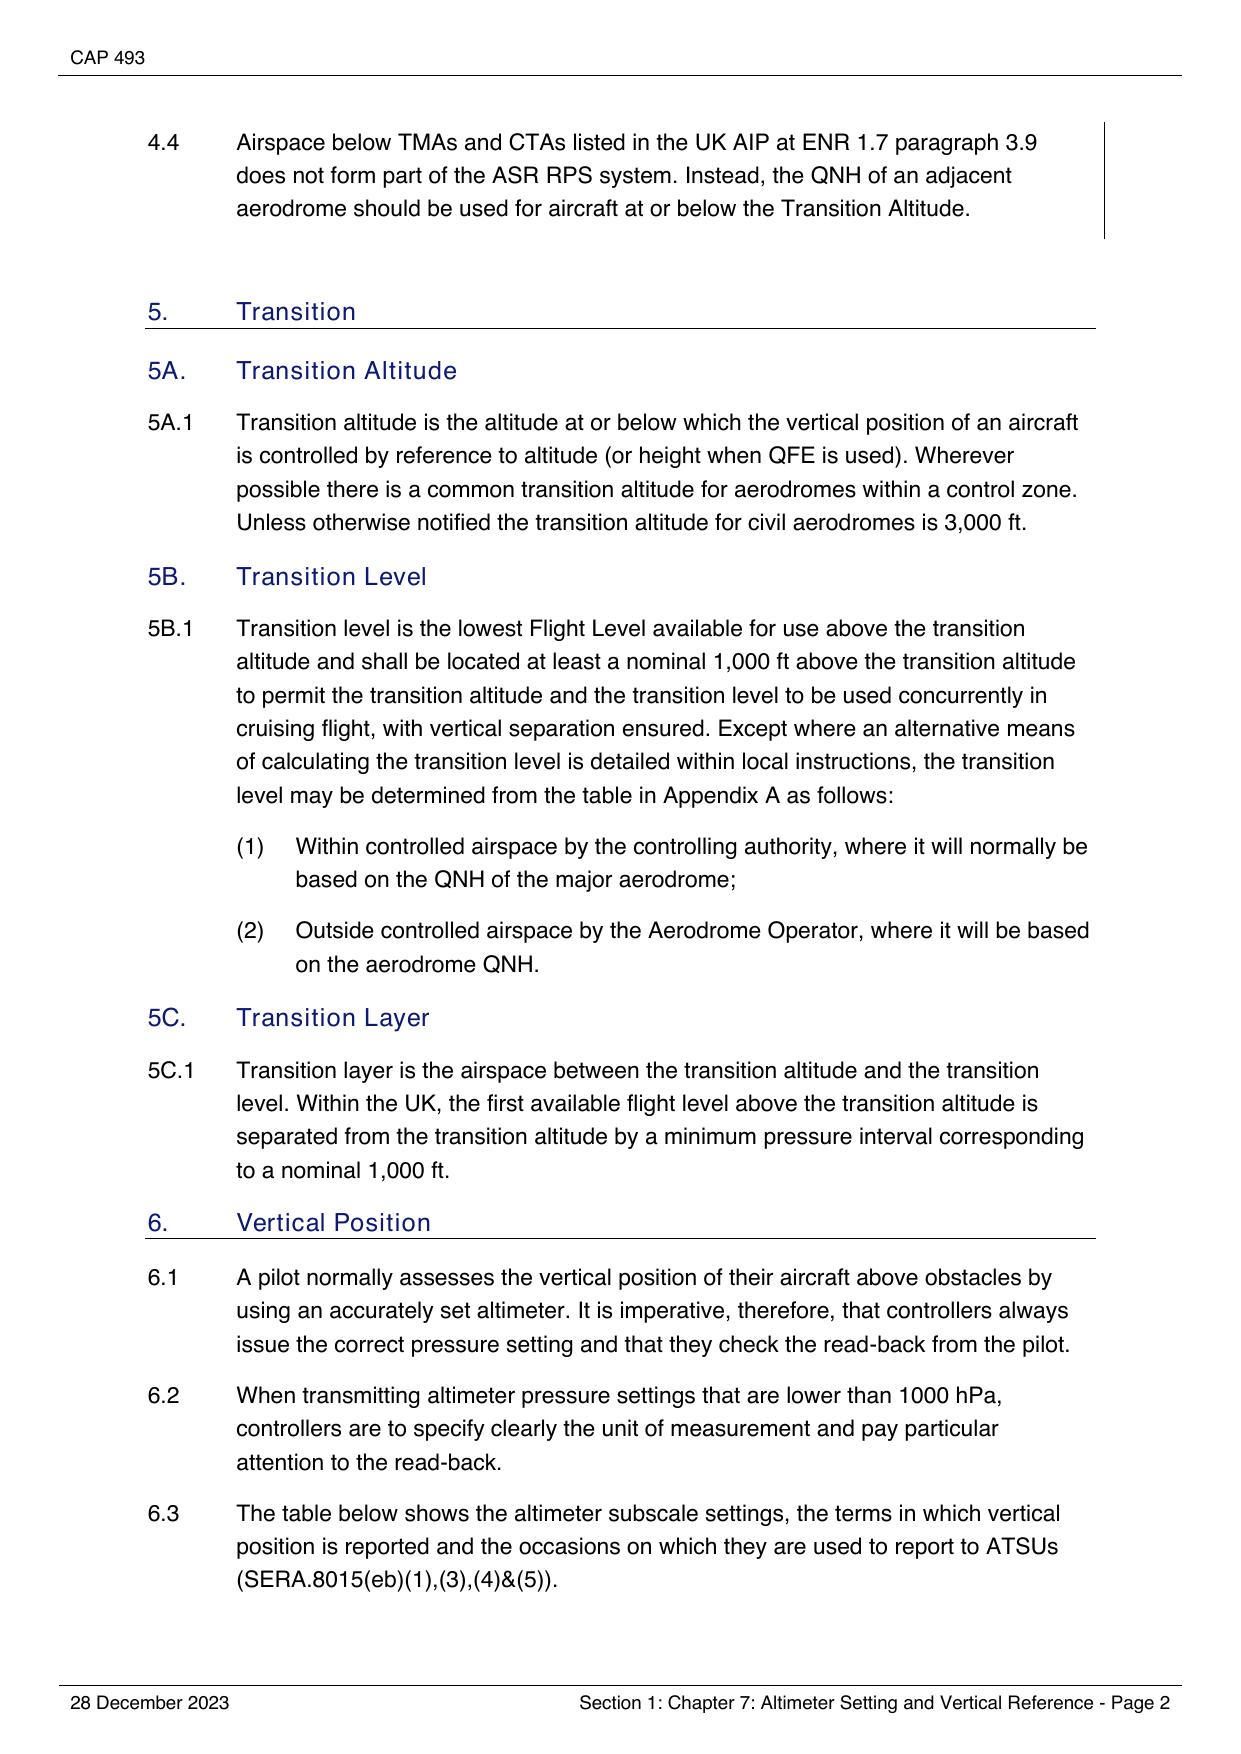 CAP 493
4.4 Airspace below TMAs and CTAs listed in the UK AIP at ENR 1.7 paragraph 3.9
does not form part of the ASR RPS system. Instead, the QNH of an adjacent
aerodrome should be used for aircraft at or below the Transition Altitude.
5. Transition
5A. Transition Altitude
5A.1 Transition altitude is the altitude at or below which the vertical position of an aircraft
is controlled by reference to altitude (or height when QFE is used). Wherever
possible there is a common transition altitude for aerodromes within a control zone.
Unless otherwise notified the transition altitude for civil aerodromes is 3,000 ft.
5B. Transition Level
5B.1 Transition level is the lowest Flight Level available for use above the transition
altitude and shall be located at least a nominal 1,000 ft above the transition altitude
to permit the transition altitude and the transition level to be used concurrently in
cruising flight, with vertical separation ensured. Except where an alternative means
of calculating the transition level is detailed within local instructions, the transition
level may be determined from the table in Appendix A as follows:
(1) Within controlled airspace by the controlling authority, where it will normally be
based on the QNH of the major aerodrome;
(2) Outside controlled airspace by the Aerodrome Operator, where it will be based
on the aerodrome QNH.
5C. Transition Layer
5C.1 Transition layer is the airspace between the transition altitude and the transition
level. Within the UK, the first available flight level above the transition altitude is
separated from the transition altitude by a minimum pressure interval corresponding
to a nominal 1,000 ft.
6. Vertical Position
6.1 A pilot normally assesses the vertical position of their aircraft above obstacles by
using an accurately set altimeter. It is imperative, therefore, that controllers always
issue the correct pressure setting and that they check the read-back from the pilot.
6.2 When transmitting altimeter pressure settings that are lower than 1000 hPa,
controllers are to specify clearly the unit of measurement and pay particular
attention to the read-back.
6.3 The table below shows the altimeter subscale settings, the terms in which vertical
position is reported and the occasions on which they are used to report to ATSUs
(SERA.8015(eb)(1),(3),(4)&(5)).
28 December 2023 Section 1: Chapter 7: Altimeter Setting and Vertical Reference - Page 2